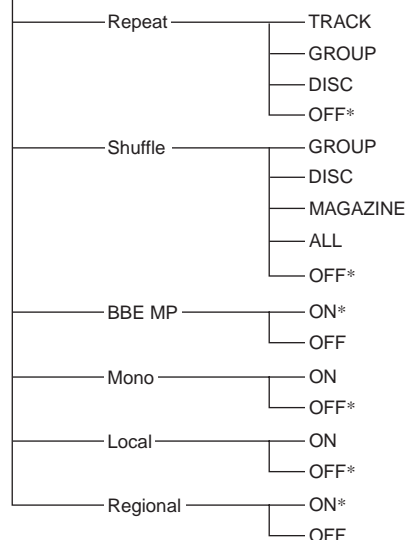 Repeat TRACK
GROUP
DISC
OFF*
Shuffle GROUP
DISC
MAGAZINE
ALL
OFF*
BBE MP ON*
OFF
Mono ON
OFF*
Local ON
OFF*
Regional ON*
OFF